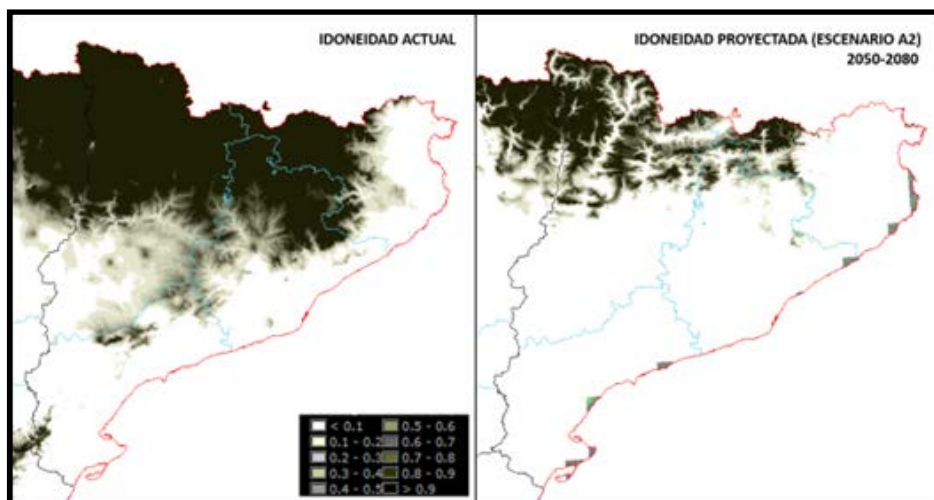 IDONEIDAD ACTUAL
IDONEIDAD PROYECTADA (ESCENARIO A2)
2050-2080
< 0.1
0.1 - 0.2
0.2 - 0.3
0.3 - 0.4
0.4 - 0.5
0.5 - 0.6
0.6 - 0.7
0.7 - 0.8
0.8 - 0.9
> 0.9